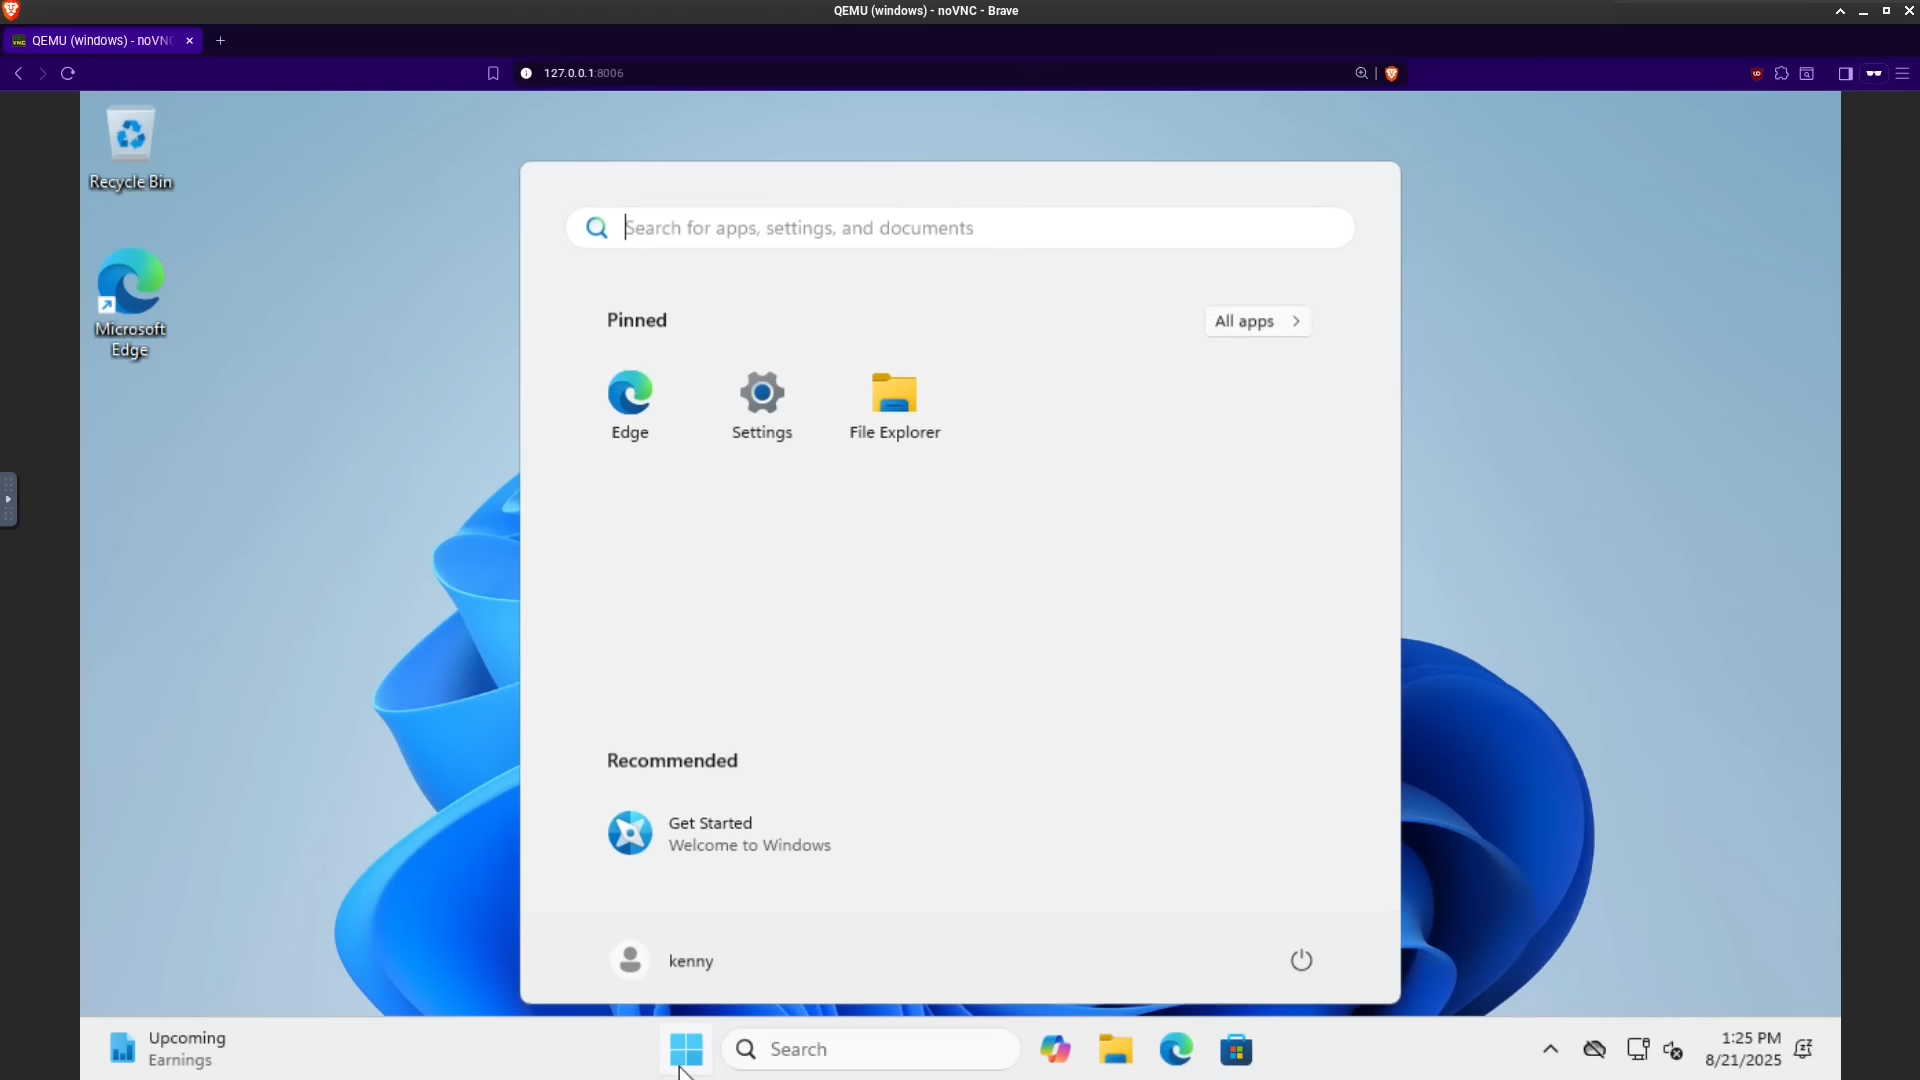 QEMU (windows) - noVNC - Brave
QEMU (windows) - noVNC
127.0.0.1:8006
Recycle Bin
Microsoft
Edge
Search for apps, settings, and documents
Pinned
All apps
Edge
Settings
File Explorer
Recommended
Get Started
Welcome to Windows
kenny
Upcoming
Earnings
Search
1:25 PM
8/21/2025